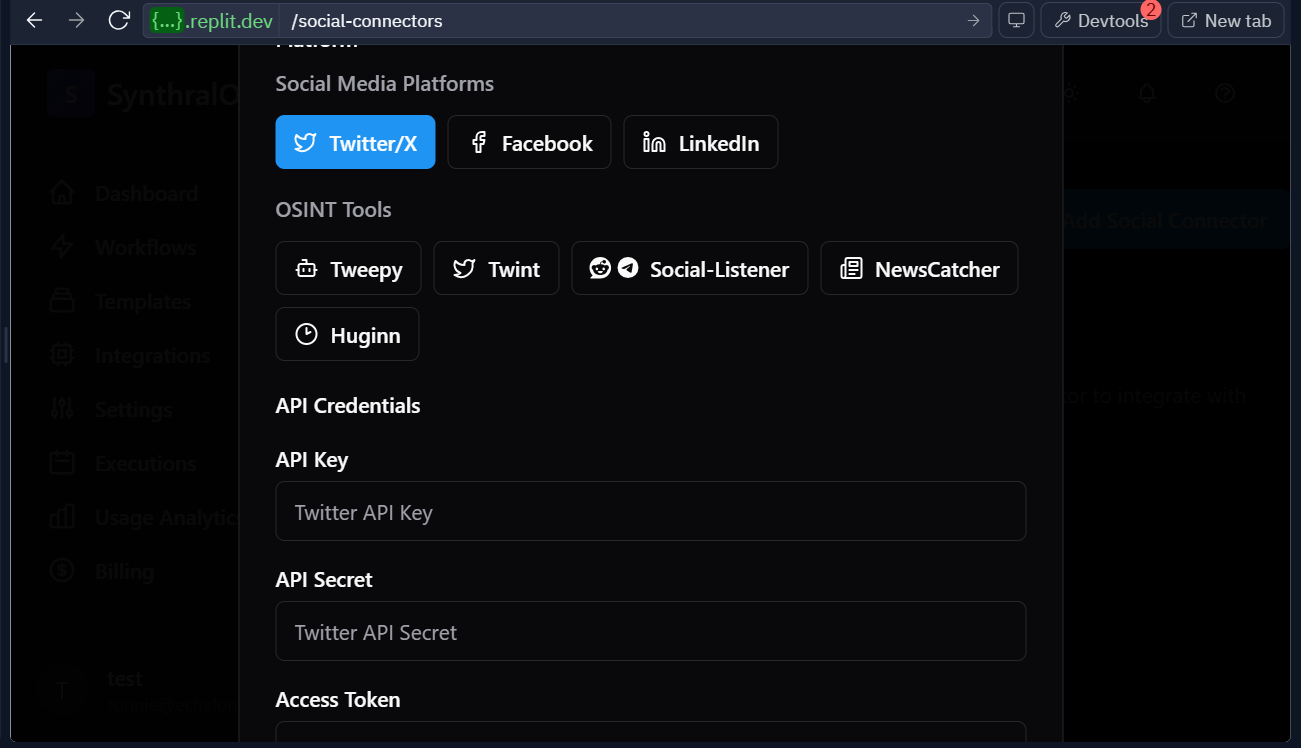 {...}.replit.dev /social-connectors
Devtools 2
New tab
Platform
Social Media Platforms
S SynthralO
Twitter/X Facebook LinkedIn
Dashboard
OSINT Tools
Add Social Connector
Workflows
Tweepy Twint Social-Listener NewsCatcher
Templates
Huginn
Integrations
tor to integrate with
Settings
API Credentials
Executions
API Key
Usage Analytics
Twitter API Key
Billing
API Secret
Twitter API Secret
T test
Access Token